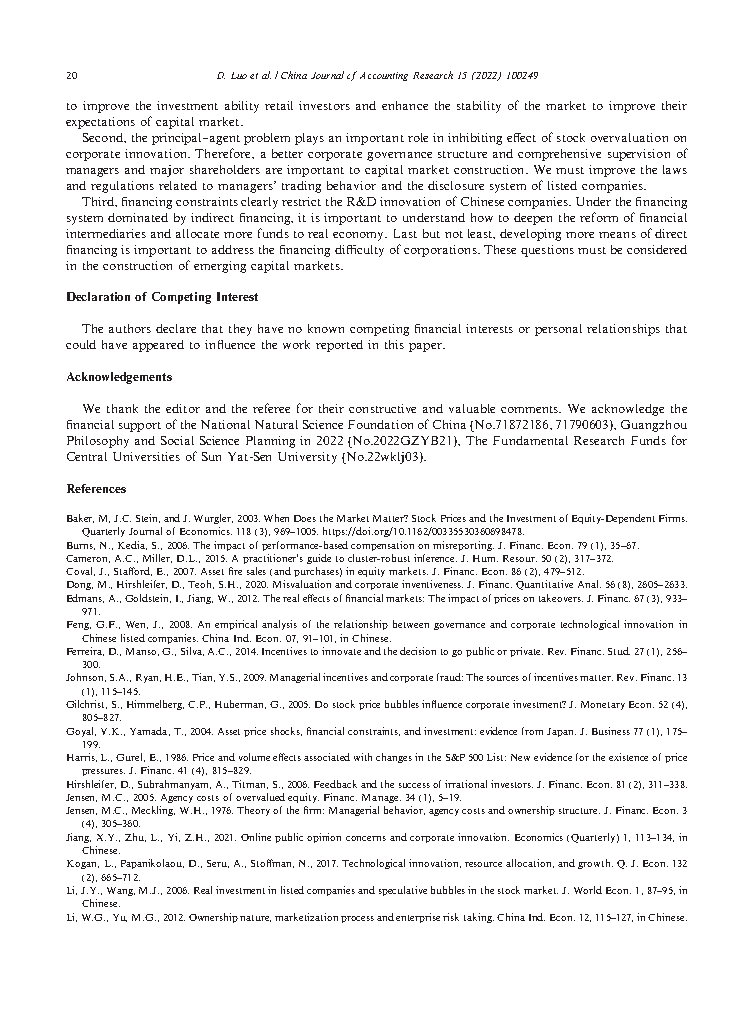 20
D. Luo et al. / China Journal of Accounting Research 15 (2022) 100249
to improve the investment ability retail investors and enhance the stability of the market to improve their
expectations of capital market.
Second, the principal–agent problem plays an important role in inhibiting effect of stock overvaluation on
corporate innovation. Therefore, a better corporate governance structure and comprehensive supervision of
managers and major shareholders are important to capital market construction. We must improve the laws
and regulations related to managers' trading behavior and the disclosure system of listed companies.
Third, financing constraints clearly restrict the R&D innovation of Chinese companies. Under the financing
system dominated by indirect financing, it is important to understand how to deepen the reform of financial
intermediaries and allocate more funds to real economy. Last but not least, developing more means of direct
financing is important to address the financing difficulty of corporations. These questions must be considered
in the construction of emerging capital markets.
Declaration of Competing Interest
The authors declare that they have no known competing financial interests or personal relationships that
could have appeared to influence the work reported in this paper.
Acknowledgements
We thank the editor and the referee for their constructive and valuable comments. We acknowledge the
financial support of the National Natural Science Foundation of China {No.71872186, 71790603), Guangzhou
Philosophy and Social Science Planning in 2022 {No.2022GZYB21), The Fundamental Research Funds for
Central Universities of Sun Yat-Sen University {No.22wklj03).
References
Baker, M, J.C. Stein, and J. Wurgler, 2003. When Does the Market Matter? Stock Prices and the Investment of Equity-Dependent Firms.
Quarterly Journal of Economics. 118 (3), 969–1005. https://doi.org/10.1162/00335530360698478.
Burns, N., Kedia, S., 2006. The impact of performance-based compensation on misreporting. J. Financ. Econ. 79 (1), 35–67.
Cameron, A.C., Miller, D.L., 2015. A practitioner's guide to cluster-robust inference. J. Hum. Resour. 50 (2), 317–372.
Coval, J., Stafford, E., 2007. Asset fire sales (and purchases) in equity markets. J. Financ. Econ. 86 (2), 479–512.
Dong, M., Hirshleifer, D., Teoh, S.H., 2020. Misvaluation and corporate inventiveness. J. Financ. Quantitative Anal. 56 (8), 2605–2633.
Edmans, A., Goldstein, I., Jiang, W., 2012. The real effects of financial markets: The impact of prices on takeovers. J. Financ. 67 (3), 933–
971.
Feng, G.F., Wen, J., 2008. An empirical analysis of the relationship between governance and corporate technological innovation in
Chinese listed companies. China Ind. Econ. 07, 91–101, in Chinese.
Ferreira, D., Manso, G., Silva, A.C., 2014. Incentives to innovate and the decision to go public or private. Rev. Financ. Stud. 27 (1), 256–
300.
Johnson, S.A., Ryan, H.E., Tian, Y.S., 2009. Managerial incentives and corporate fraud: The sources of incentives matter. Rev. Financ. 13
(1), 115–145.
Gilchrist, S., Himmelberg, C.P., Huberman, G., 2005. Do stock price bubbles influence corporate investment? J. Monetary Econ. 52 (4),
805–827.
Goyal, V.K., Yamada, T., 2004. Asset price shocks, financial constraints, and investment: evidence from Japan. J. Business 77 (1), 175–
199.
Harris, L., Gurel, E., 1986. Price and volume effects associated with changes in the S&P 500 List: New evidence for the existence of price
pressures. J. Financ. 41 (4), 815–829.
Hirshleifer, D., Subrahmanyam, A., Titman, S., 2006. Feedback and the success of irrational investors. J. Financ. Econ. 81 (2), 311–338.
Jensen, M.C., 2005. Agency costs of overvalued equity. Financ. Manage. 34 (1), 5–19.
Jensen, M.C., Meckling, W.H., 1976. Theory of the firm: Managerial behavior, agency costs and ownership structure. J. Financ. Econ. 3
(4), 305–360.
Jiang, X.Y., Zhu, L., Yi, Z.H., 2021. Online public opinion concerns and corporate innovation. Economics (Quarterly) 1, 113–134, in
Chinese.
Kogan, L., Papanikolaou, D., Seru, A., Stoffman, N., 2017. Technological innovation, resource allocation, and growth. Q. J. Econ. 132
(2), 665–712.
Li, J.Y., Wang, M.J., 2006. Real investment in listed companies and speculative bubbles in the stock market. J. World Econ. 1, 87–95, in
Chinese.
Li, W.G., Yu, M.G., 2012. Ownership nature, marketization process and enterprise risk taking. China Ind. Econ. 12, 115–127, in Chinese.